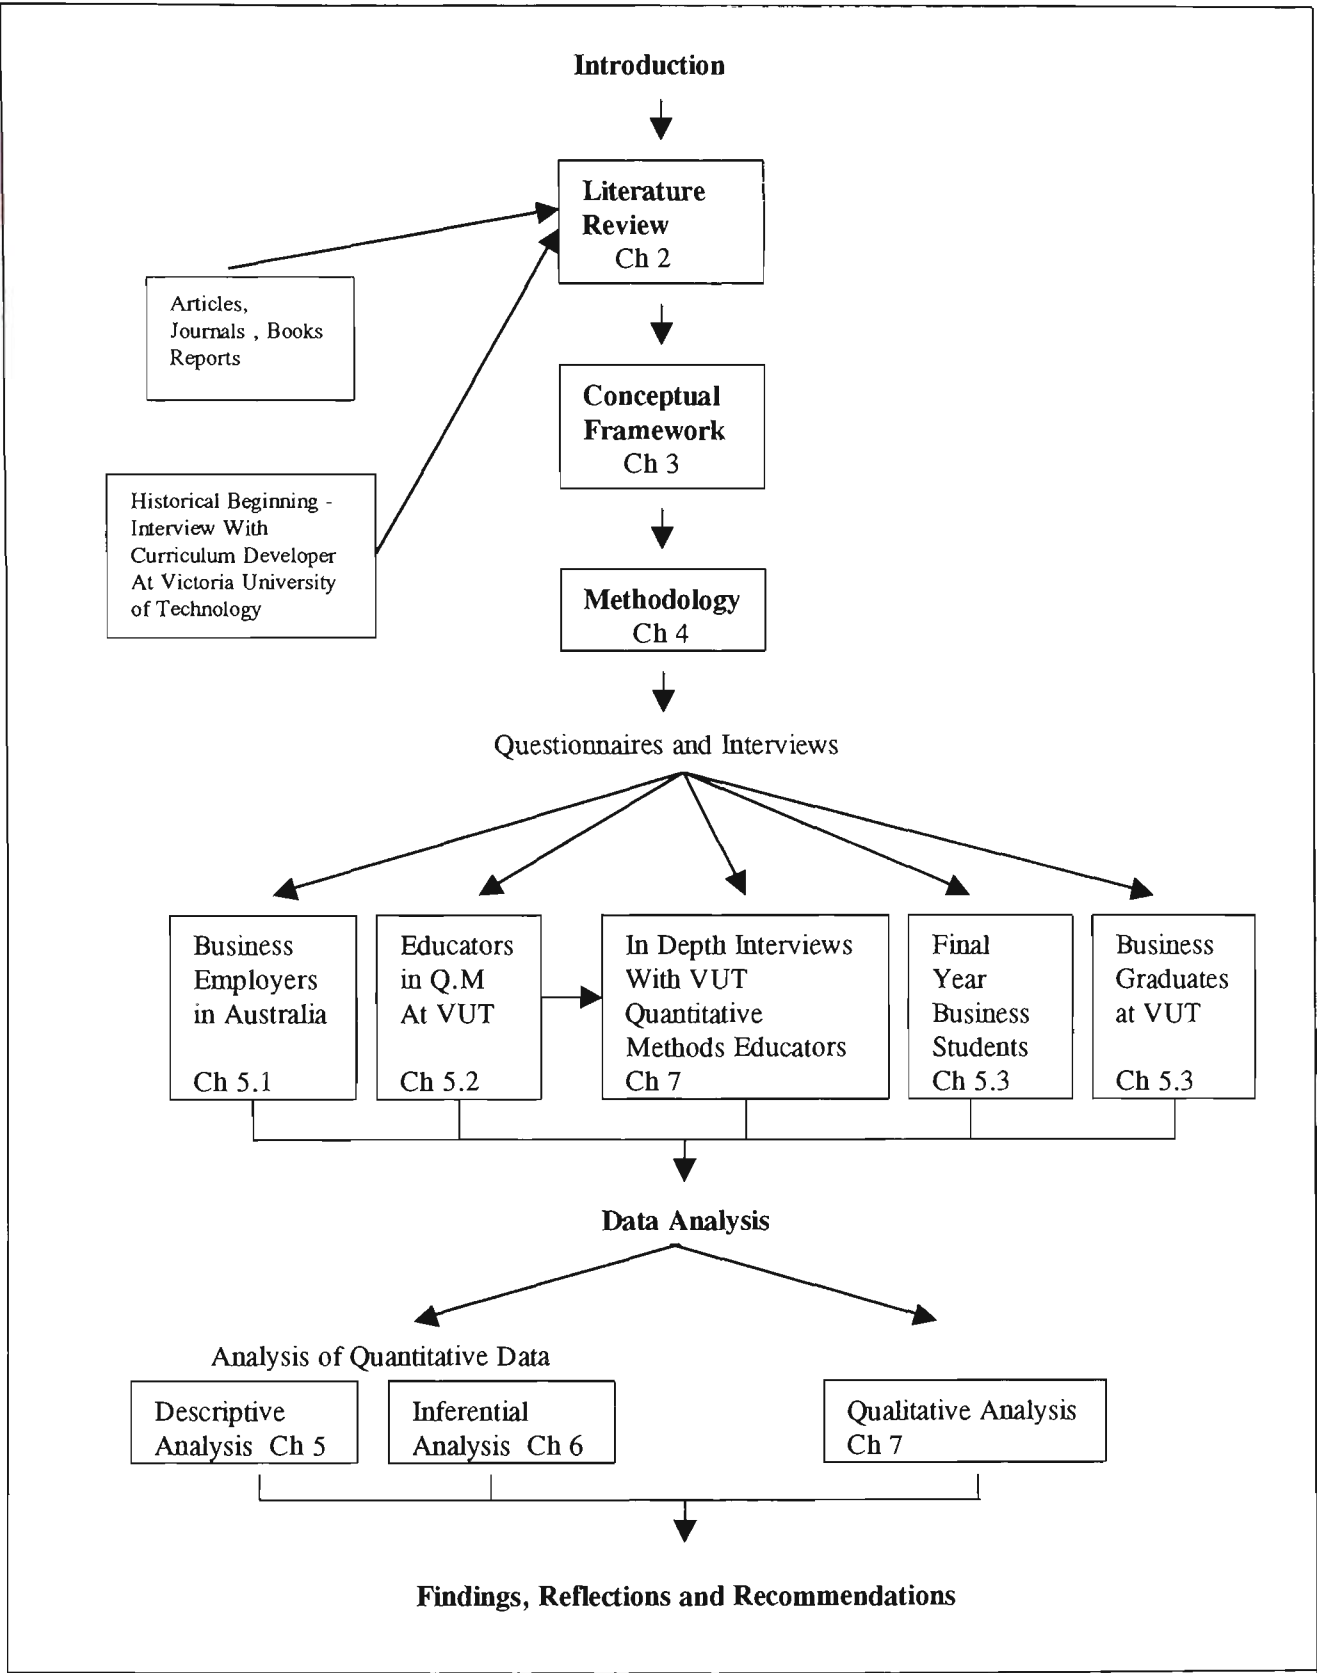 Introduction
Literature
Review
Ch 2
Articles,
Journals , Books
Reports
Conceptual
Framework
Ch 3
Historical Beginning -
Interview With
Curriculum Developer
At Victoria University
of Technology
Methodology
Ch 4
Questionnaires and Interviews
Business
Employers
in Australia
Ch 5.1
Educators
in Q.M
At VUT
Ch 5.2
In Depth Interviews
With VUT
Quantitative
Methods Educators
Ch 7
Final
Year
Business
Students
Ch 5.3
Business
Graduates
at VUT
Ch 5.3
Data Analysis
Analysis of Quantitative Data
Descriptive
Analysis Ch 5
Inferential
Analysis Ch 6
Qualitative Analysis
Ch 7
Findings, Reflections and Recommendations